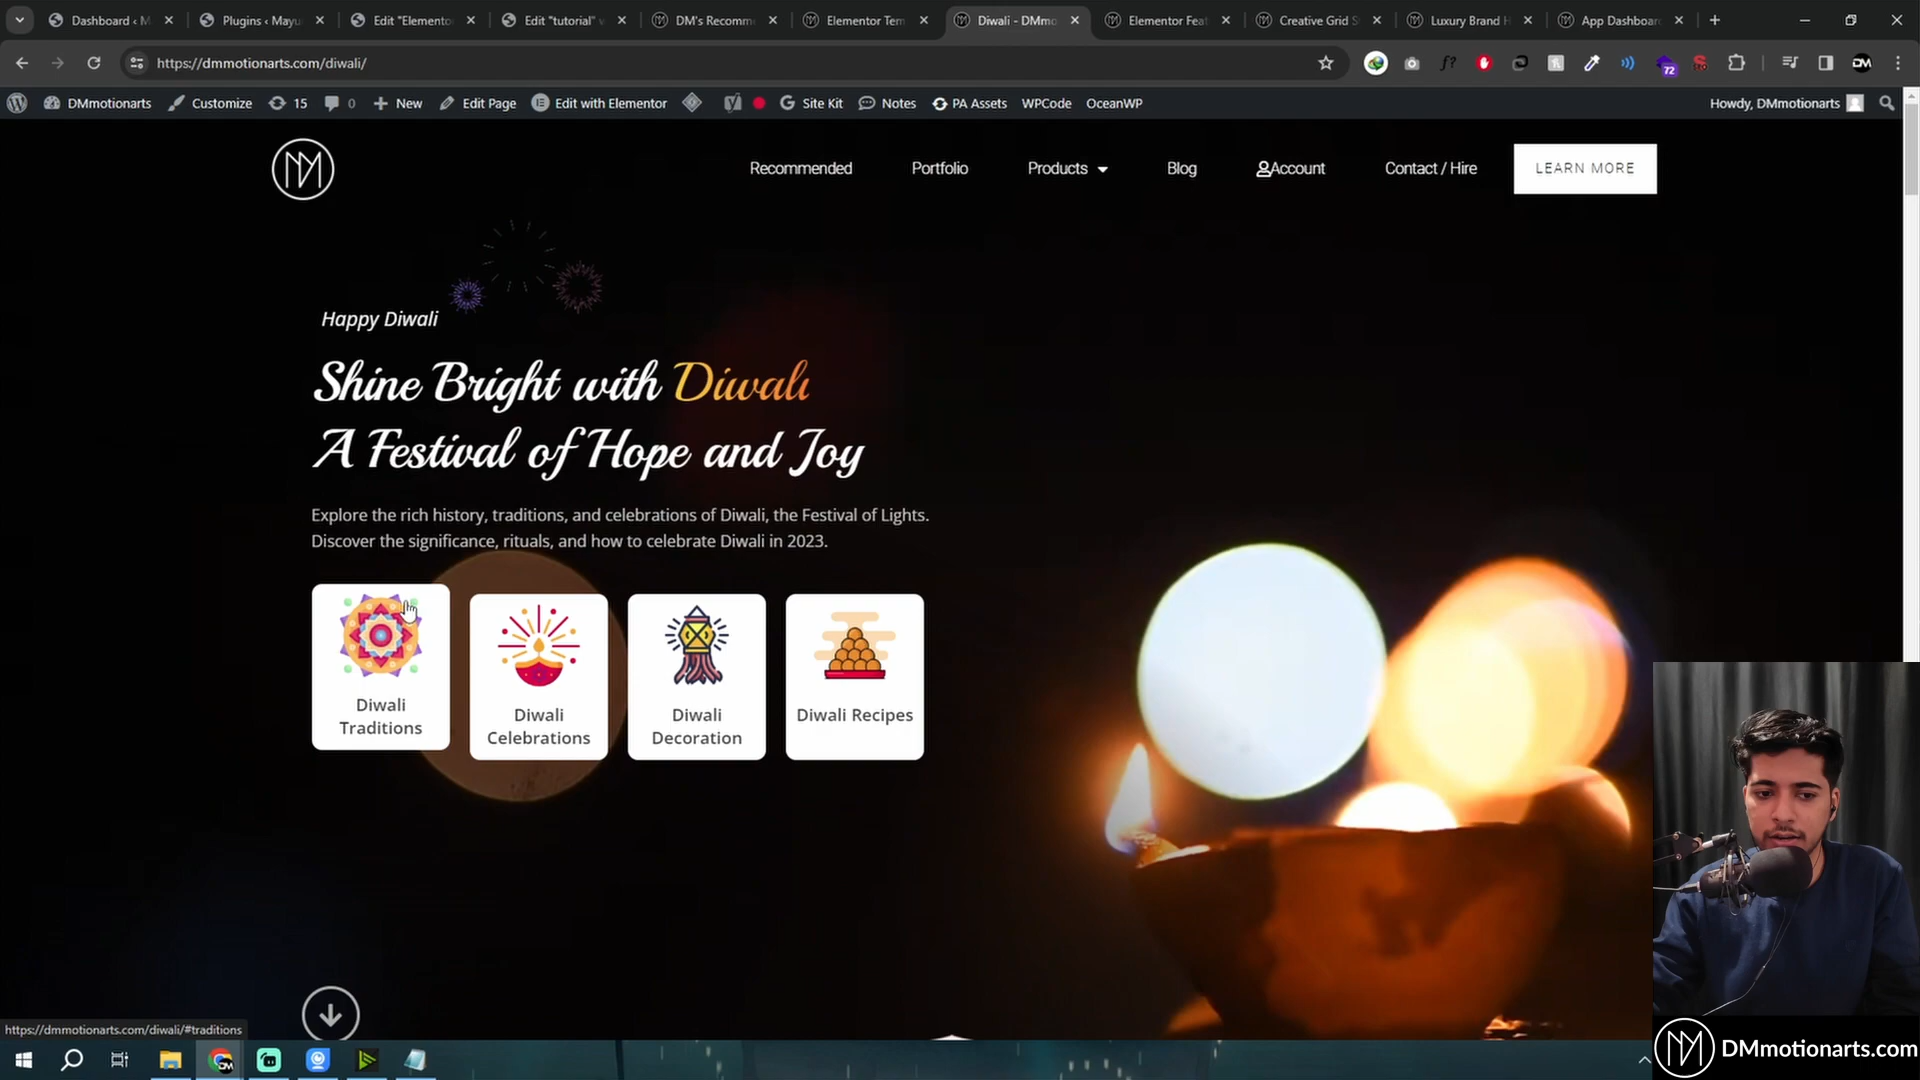 Dashboard ‹ M
Plugins ‹ Mayu
Edit "Elemento
Edit "tutorial" v
DM's Recomm
Elementor Tem
Diwali - DMmo
Elementor Feat
Creative Grid S
Luxury Brand H
App Dashboard
https://dmmotionarts.com/diwali/
72
DMmotionarts
Customize
15
0
New
Edit Page
Edit with Elementor
Site Kit
Notes
PA Assets
WPCode
OceanWP
Howdy, DMmotionarts
Recommended
Portfolio
Products
Blog
Account
Contact / Hire
LEARN MORE
Happy Diwali
Shine Bright with Diwali
A Festival of Hope and Joy
Explore the rich history, traditions, and celebrations of Diwali, the Festival of Lights.
Discover the significance, rituals, and how to celebrate Diwali in 2023.
Diwali
Traditions
Diwali
Celebrations
Diwali
Decoration
Diwali Recipes
https://dmmotionarts.com/diwali/#traditions
DMmotionarts.com